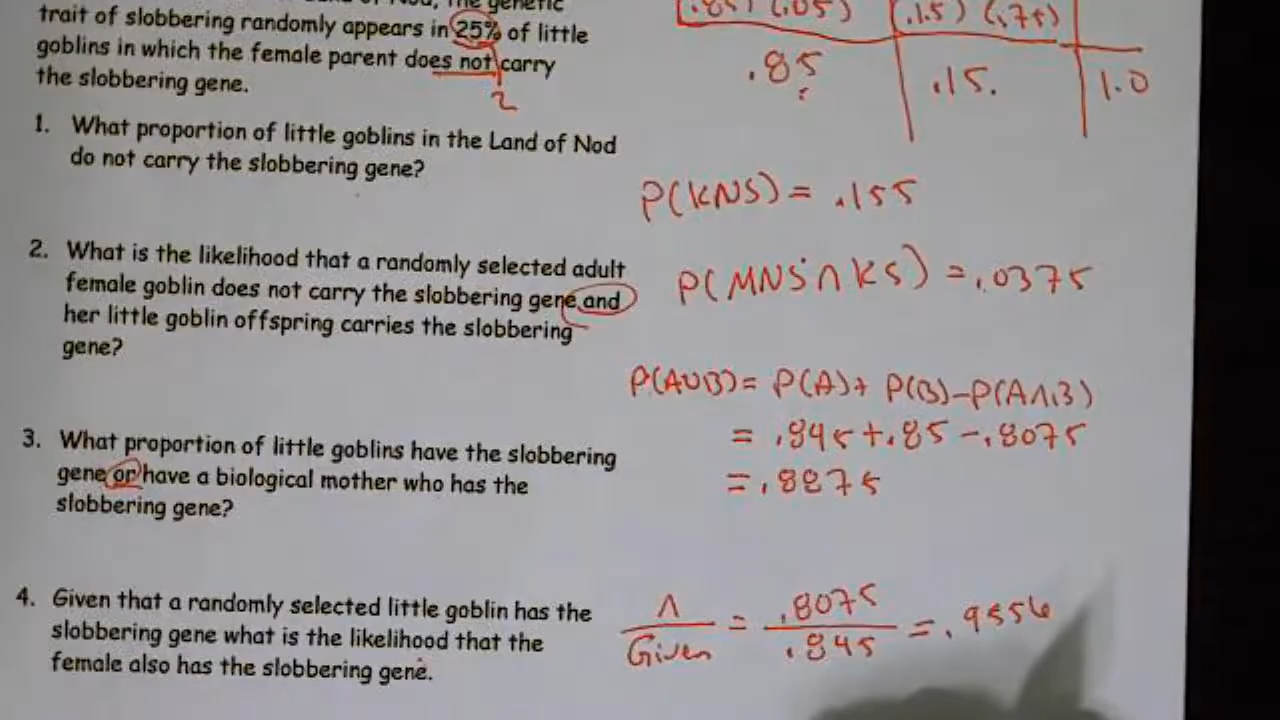 of Nod, the genetic
trait of slobbering randomly appears in 25% of little
goblins in which the female parent does not carry
the slobbering gene.
2
(.85) (.05) (.15) (.75)
.85 .15. 1.0
1. What proportion of little goblins in the Land of Nod
do not carry the slobbering gene?
P(KNS) = .155
2. What is the likelihood that a randomly selected adult
female goblin does not carry the slobbering gene and
her little goblin offspring carries the slobbering
gene?
P(MNS ∩ KS) = .0375
P(A∪B) = P(A) + P(B) - P(A∩B)
= .845 + .85 - .8075
= .8875
3. What proportion of little goblins have the slobbering
gene or have a biological mother who has the
slobbering gene?
4. Given that a randomly selected little goblin has the
slobbering gene what is the likelihood that the
female also has the slobbering gene.
∩ / Given = .8075 / .845 = .9556